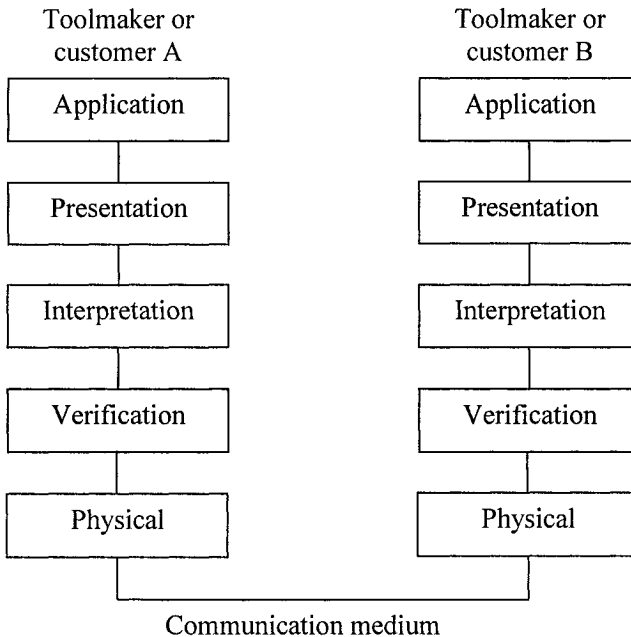 Toolmaker or
customer A
Application
Presentation
Interpretation
Verification
Physical
Toolmaker or
customer B
Application
Presentation
Interpretation
Verification
Physical
Communication medium